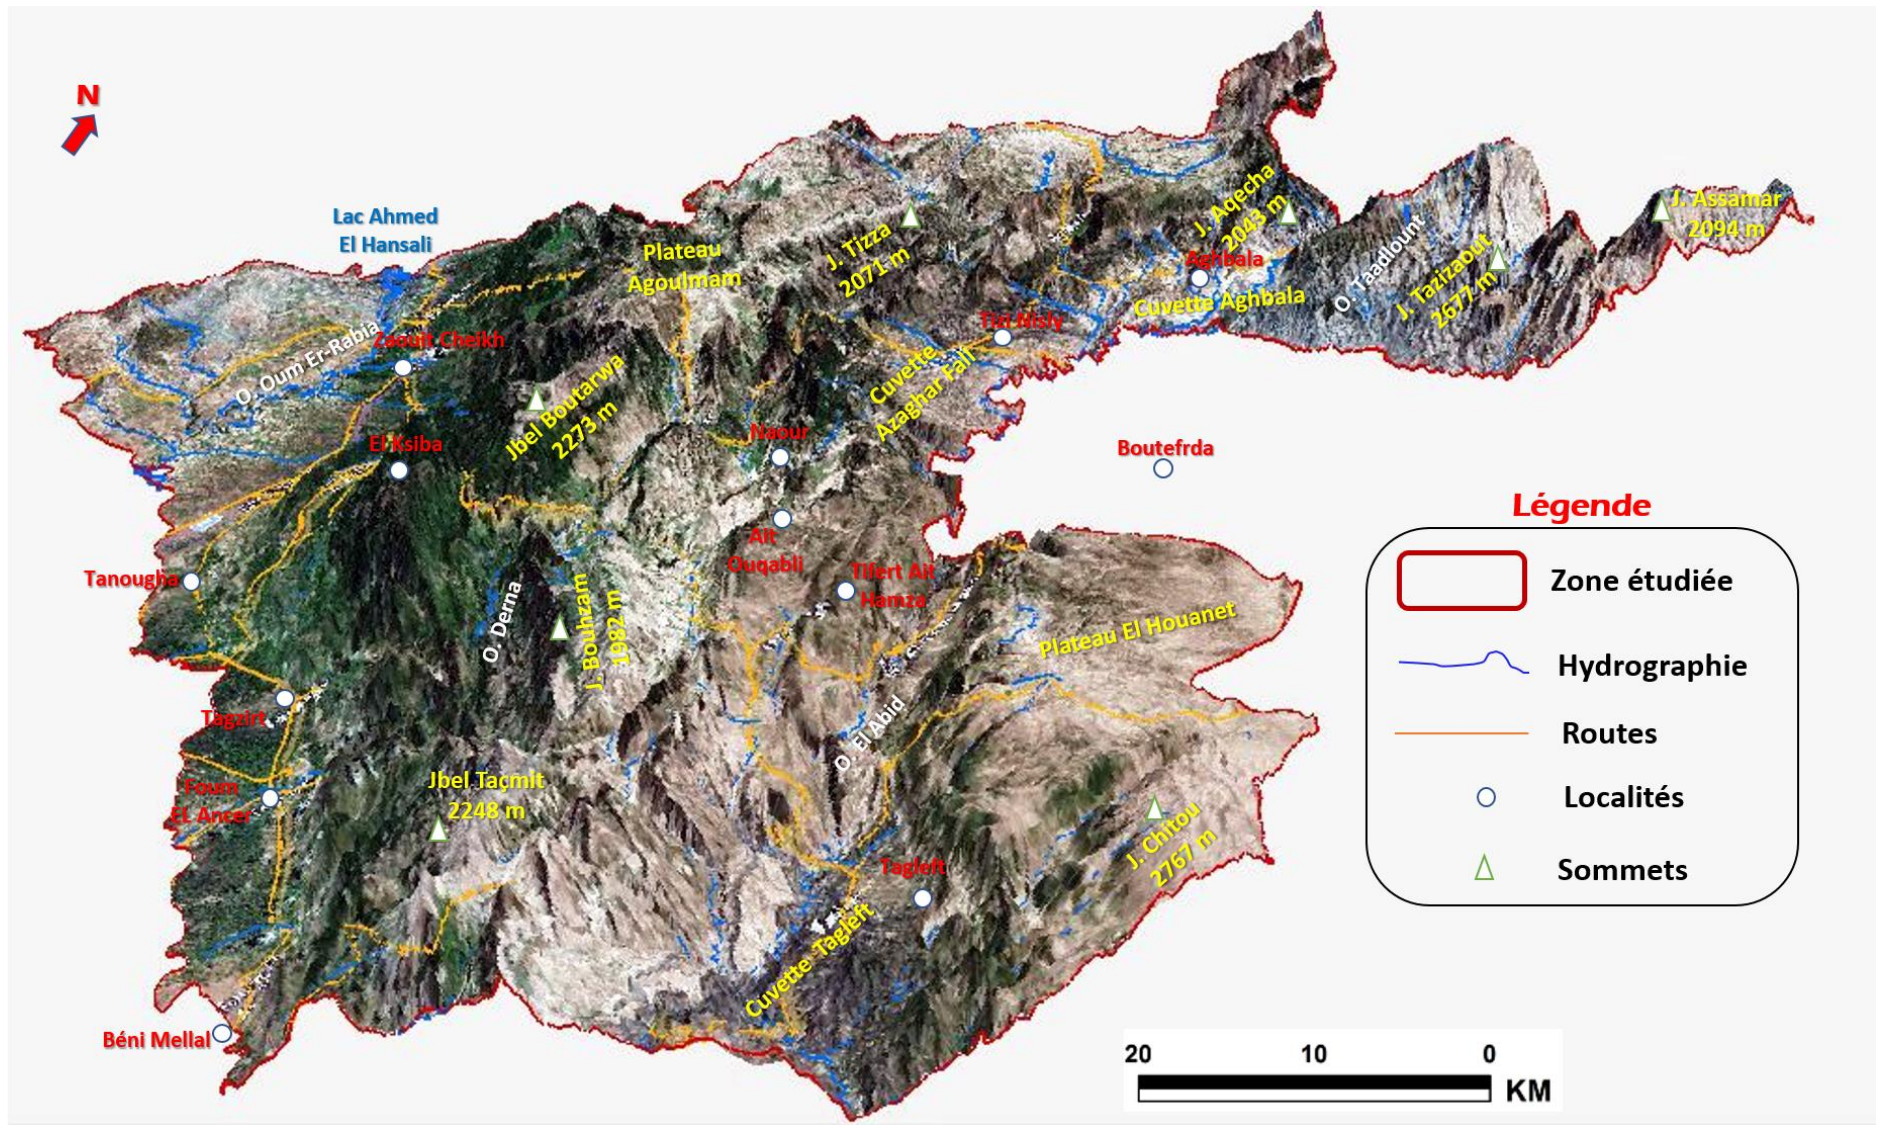 N
Lac Ahmed
El Hansali
Plateau
Agoulmam
J. Tizza
2071 m
J. Aqecha
2043 m
Aghbala
Cuvette Aghbala
O. Taadlount
J. Tazizaout
2677 m
J. Assamar
2094 m
O. Oum Er-Rabia
Zaouit Cheikh
Tizi Nisly
Cuvette
Azaghar Fall
Jbel Boutarwa
2273 m
El Ksiba
Naour
Boutefrda
Ait
Ouqabli
Tanougha
Tifert Ait
Hamza
O. Derna
J. Bouhzam
1982 m
Plateau El Houanet
Tagzirt
O. El Abid
Foum
EL Ancer
Jbel Taçmit
2248 m
J. Chitou
2767 m
Tagleft
Cuvette Tagleft
Béni Mellal
Légende
Zone étudiée
Hydrographie
Routes
Localités
Sommets
20 10 0
KM